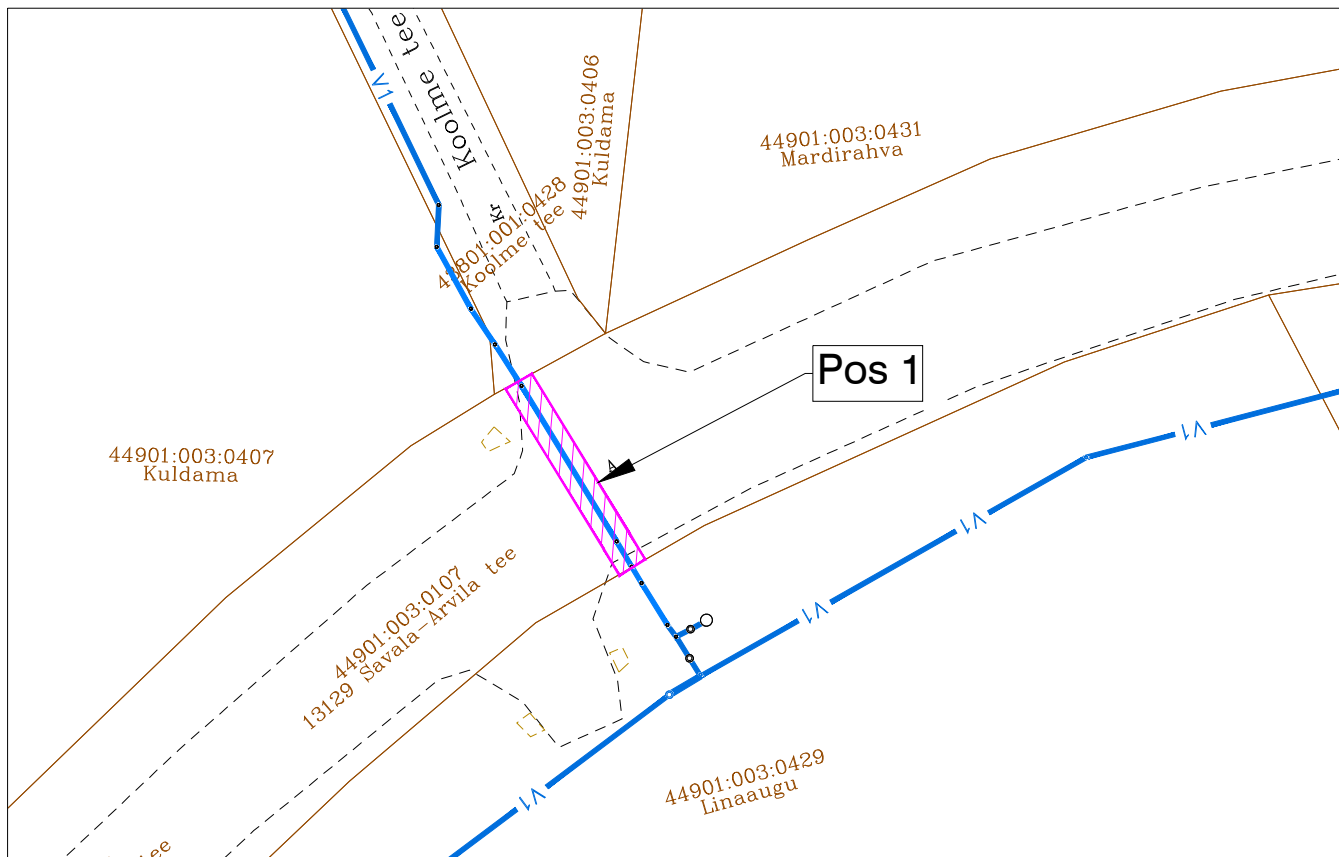 V1
Koolme tee
44901:003:0406
Kuldama
44901:003:0431
Mardirahva
kr
Koolme tee
Pos 1
A
44901:003:0407
Kuldama
V1
V1
V1
44901:003:0107
13129 Savala-Arvila tee
V1
44901:003:0429
Linaaugu
tee